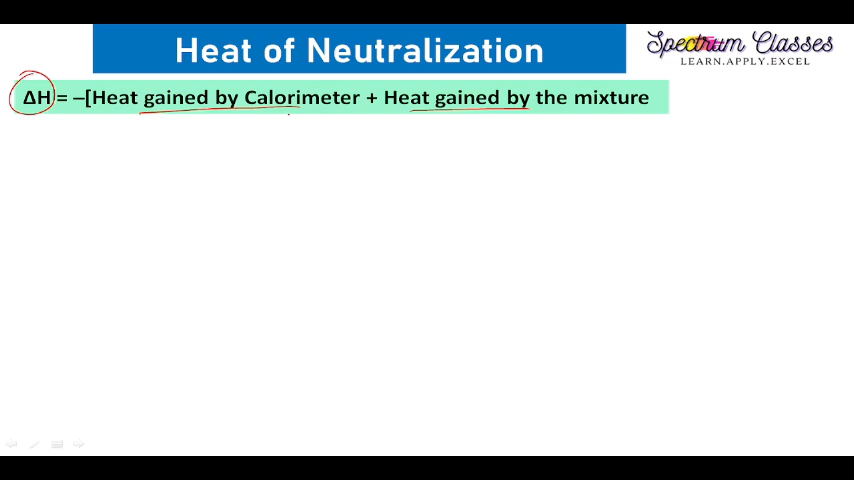 Heat of Neutralization
Spectrum Classes
LEARN.APPLY.EXCEL
ΔH = –[Heat gained by Calorimeter + Heat gained by the mixture